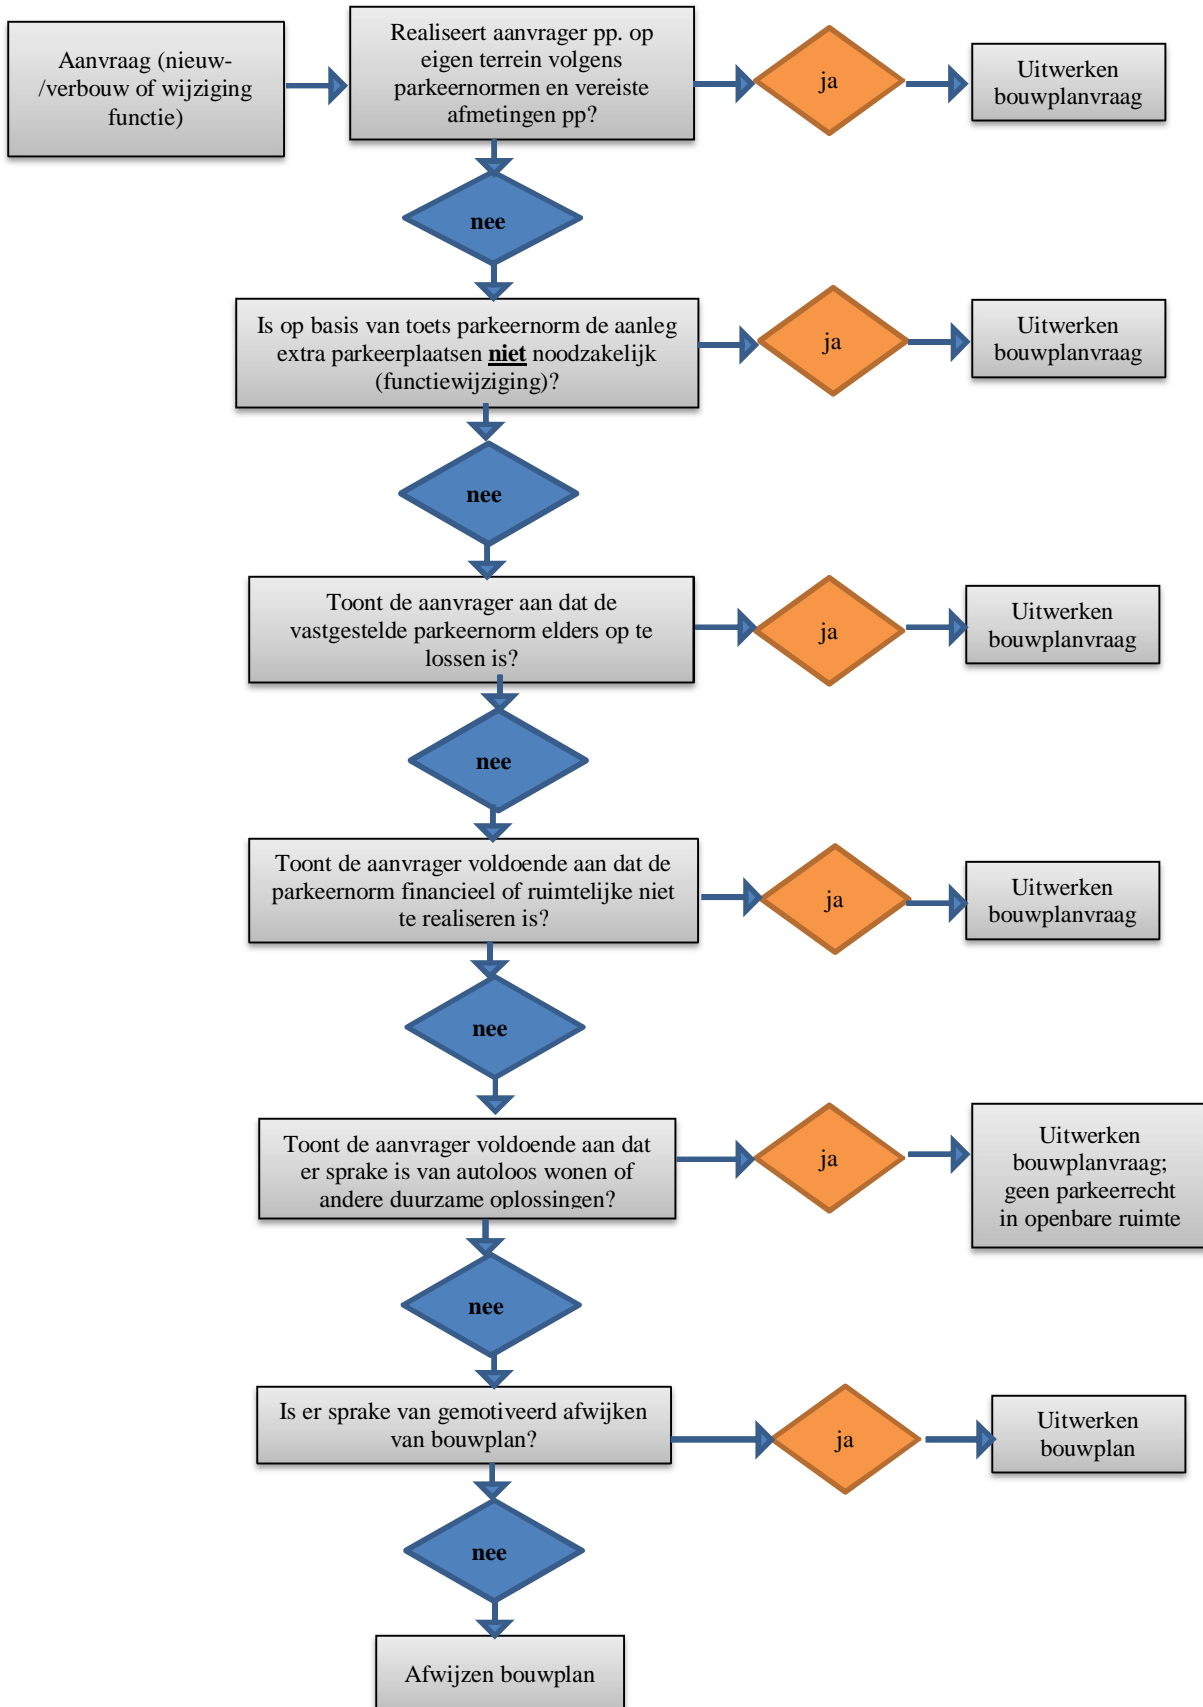 Aanvraag (nieuw-
/verbouw of wijziging
functie)
Realiseert aanvrager pp. op
eigen terrein volgens
parkeernormen en vereiste
afmetingen pp?
ja
Uitwerken
bouwplanvraag
nee
Is op basis van toets parkeernorm de aanleg
extra parkeerplaatsen niet noodzakelijk
(functiewijziging)?
ja
Uitwerken
bouwplanvraag
nee
Toont de aanvrager aan dat de
vastgestelde parkeernorm elders op te
lossen is?
ja
Uitwerken
bouwplanvraag
nee
Toont de aanvrager voldoende aan dat de
parkeernorm financieel of ruimtelijke niet
te realiseren is?
ja
Uitwerken
bouwplanvraag
nee
Toont de aanvrager voldoende aan dat
er sprake is van autoloos wonen of
andere duurzame oplossingen?
ja
Uitwerken
bouwplanvraag;
geen parkeerrecht
in openbare ruimte
nee
Is er sprake van gemotiveerd afwijken
van bouwplan?
ja
Uitwerken
bouwplan
nee
Afwijzen bouwplan